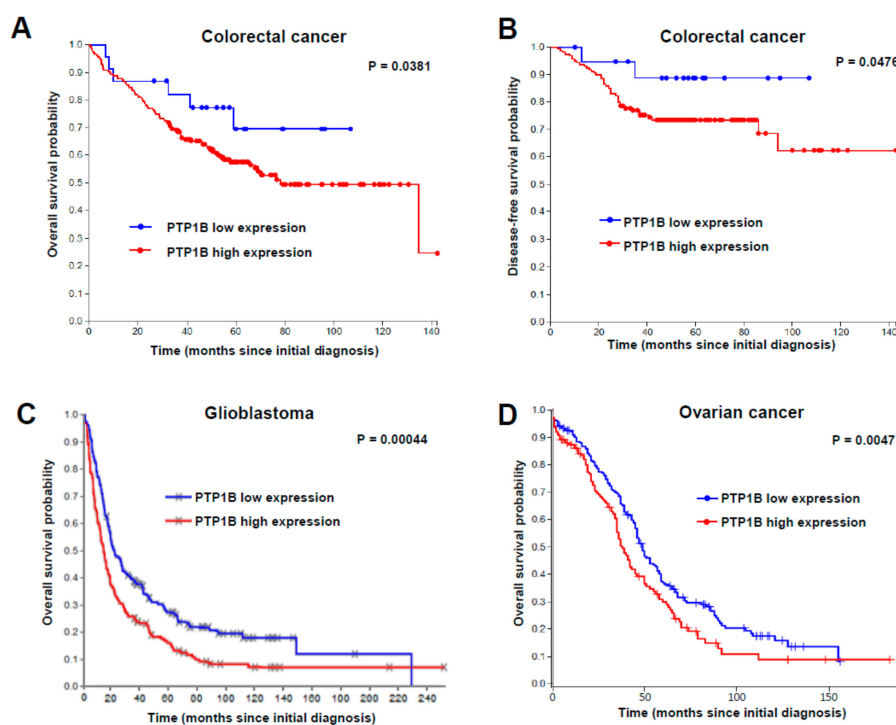 A
Colorectal cancer
P = 0.0381
Overall survival probability
1.0
0.9
0.8
0.7
0.6
0.5
0.4
0.3
0.2
0.1
0.0
PTP1B low expression
PTP1B high expression
0 20 40 60 80 100 120 140
Time (months since initial diagnosis)
B
Colorectal cancer
P = 0.0476
Disease-free survival probability
1.0
0.9
0.8
0.7
0.6
0.5
0.4
0.3
0.2
0.1
0.0
PTP1B low expression
PTP1B high expression
0 20 40 60 80 100 120 140
Time (months since initial diagnosis)
C
Glioblastoma
P = 0.00044
Overall survival probability
1.0
0.9
0.8
0.7
0.6
0.5
0.4
0.3
0.2
0.1
0.0
PTP1B low expression
PTP1B high expression
0 20 40 60 00 100 120 140 160 180 200 220 240
Time (months since initial diagnosis)
D
Ovarian cancer
P = 0.0047
Overall survival probability
1.0
0.9
0.8
0.7
0.6
0.5
0.4
0.3
0.2
0.1
0.0
PTP1B low expression
PTP1B high expression
0 50 100 150
Time (months since initial diagnosis)